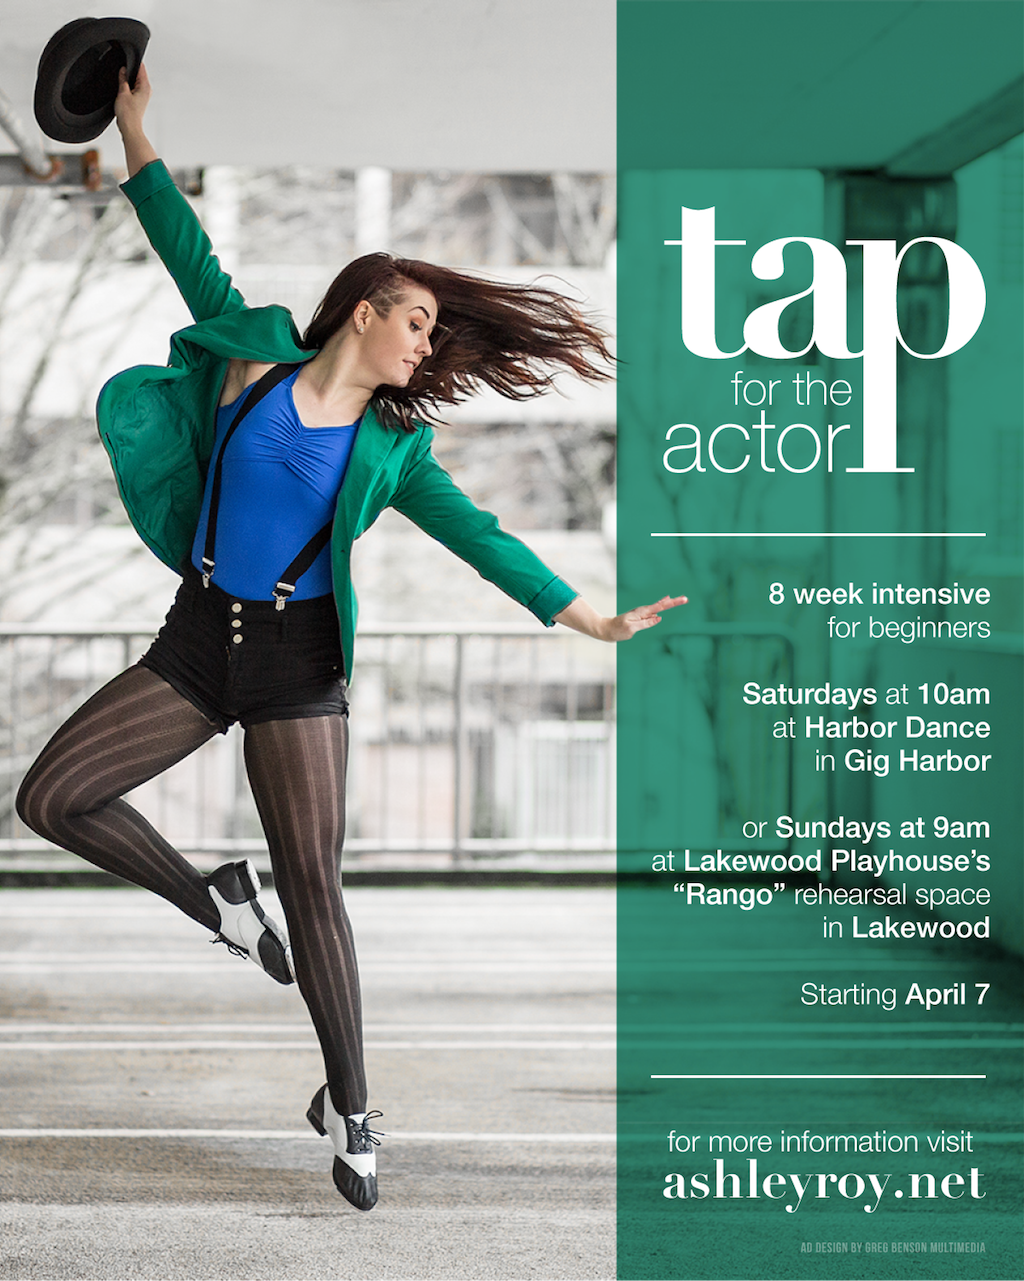 tap
for the
actor
8 week intensive
for beginners
Saturdays at 10am
at Harbor Dance
in Gig Harbor
or Sundays at 9am
at Lakewood Playhouse’s
“Rango” rehearsal space
in Lakewood
Starting April 7
for more information visit
ashleyroy.net
AD DESIGN BY GREG BENSON MULTIMEDIA